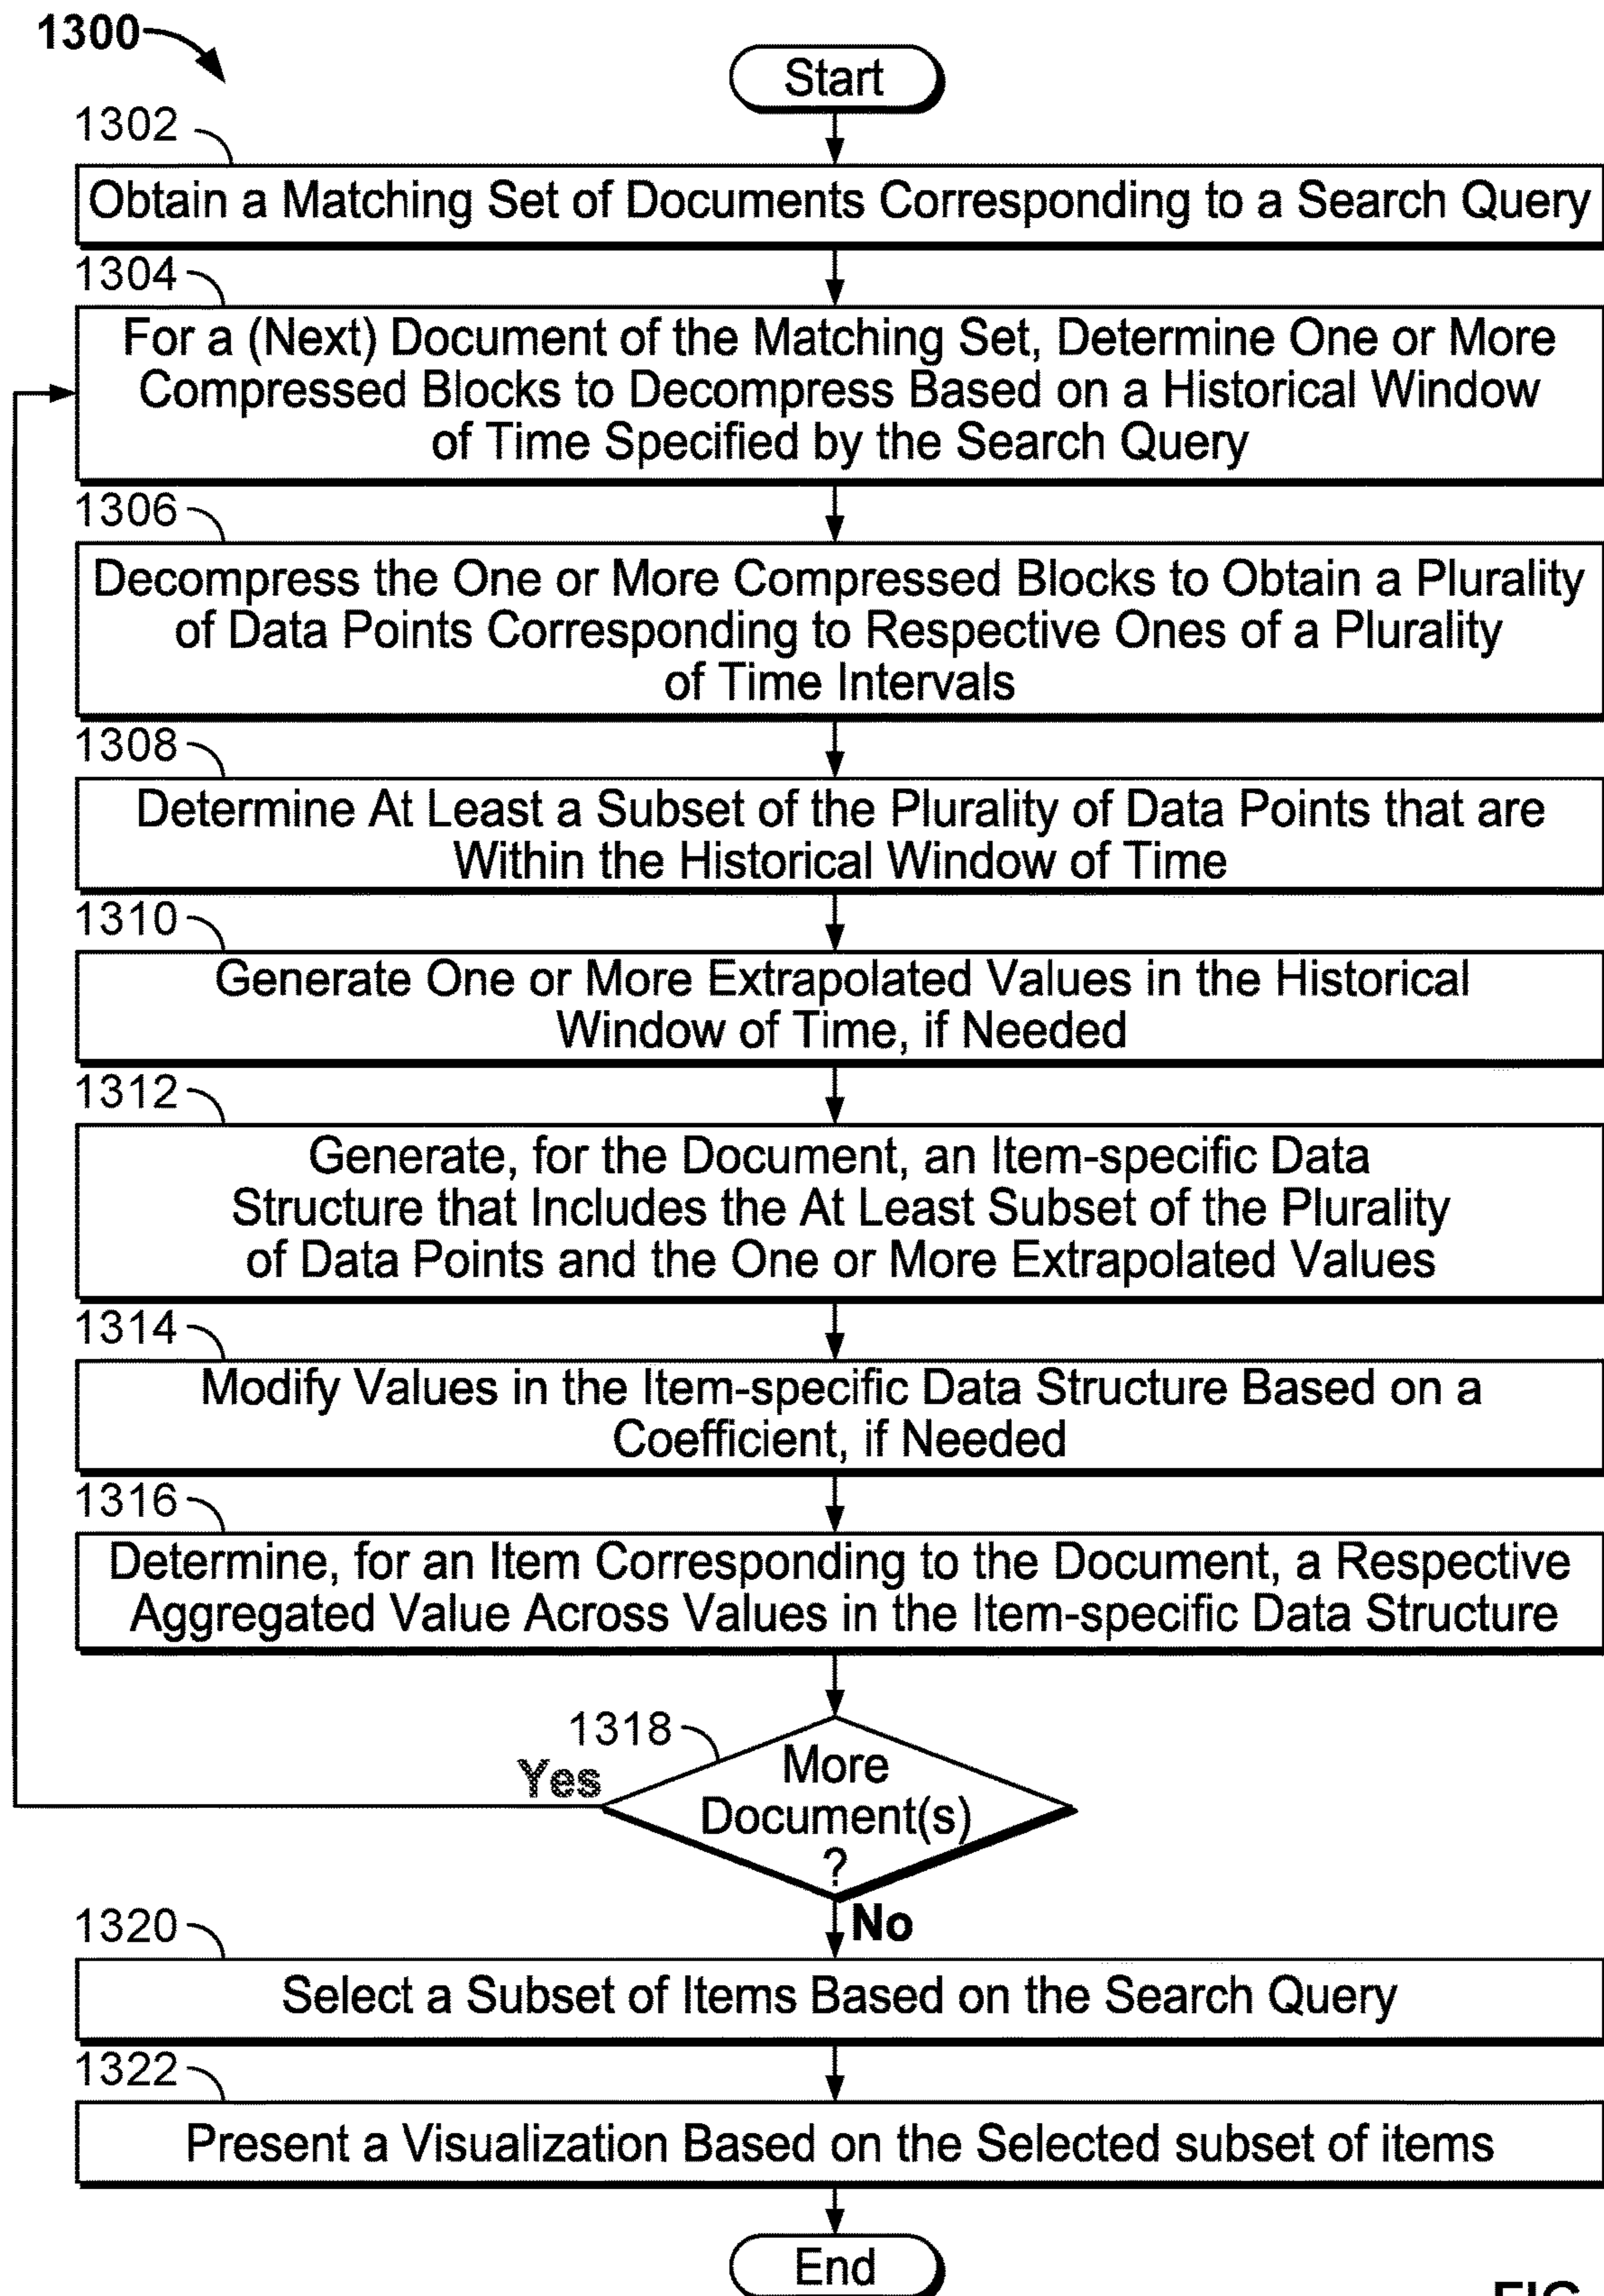 1300
Start
1302
Obtain a Matching Set of Documents Corresponding to a Search Query
1304
For a (Next) Document of the Matching Set, Determine One or More
Compressed Blocks to Decompress Based on a Historical Window
of Time Specified by the Search Query
1306
Decompress the One or More Compressed Blocks to Obtain a Plurality
of Data Points Corresponding to Respective Ones of a Plurality
of Time Intervals
1308
Determine At Least a Subset of the Plurality of Data Points that are
Within the Historical Window of Time
1310
Generate One or More Extrapolated Values in the Historical
Window of Time, if Needed
1312
Generate, for the Document, an Item-specific Data
Structure that Includes the At Least Subset of the Plurality
of Data Points and the One or More Extrapolated Values
1314
Modify Values in the Item-specific Data Structure Based on a
Coefficient, if Needed
1316
Determine, for an Item Corresponding to the Document, a Respective
Aggregated Value Across Values in the Item-specific Data Structure
1318
Yes
More
Document(s)
?
No
1320
Select a Subset of Items Based on the Search Query
1322
Present a Visualization Based on the Selected subset of items
End
FIG